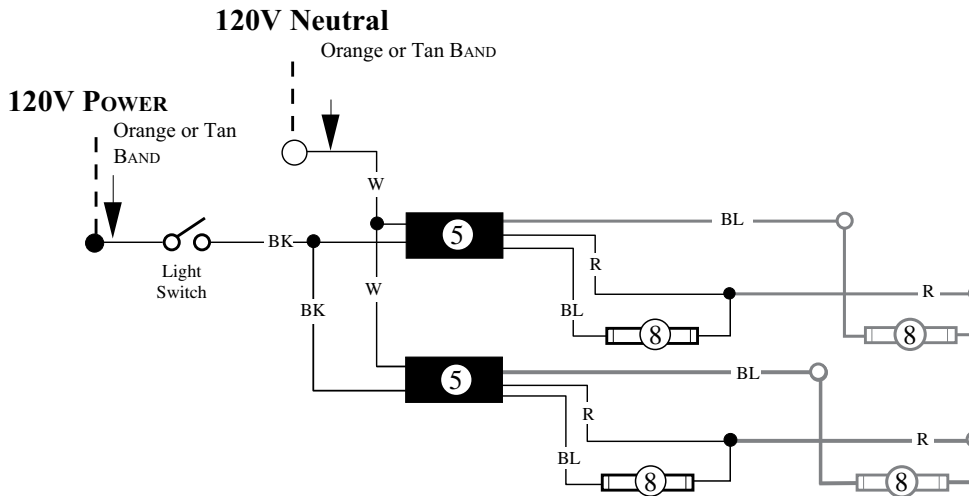 120V Neutral
Orange or Tan BAND
120V POWER
Orange or Tan
BAND
W
BL
5
BK
R
Light
Switch
W
BL
R
BK
8
8
5
BL
R
R
BL
8
8